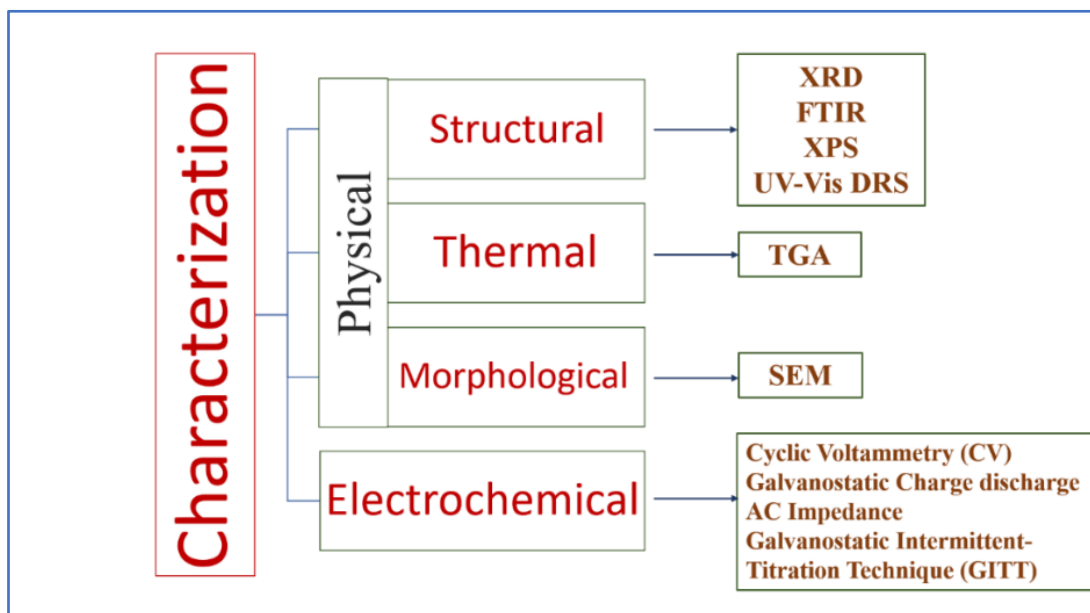 Characterization
Physical
Structural
XRD
FTIR
XPS
UV-Vis DRS
Thermal
TGA
Morphological
SEM
Electrochemical
Cyclic Voltammetry (CV)
Galvanostatic Charge discharge
AC Impedance
Galvanostatic Intermittent-
Titration Technique (GITT)